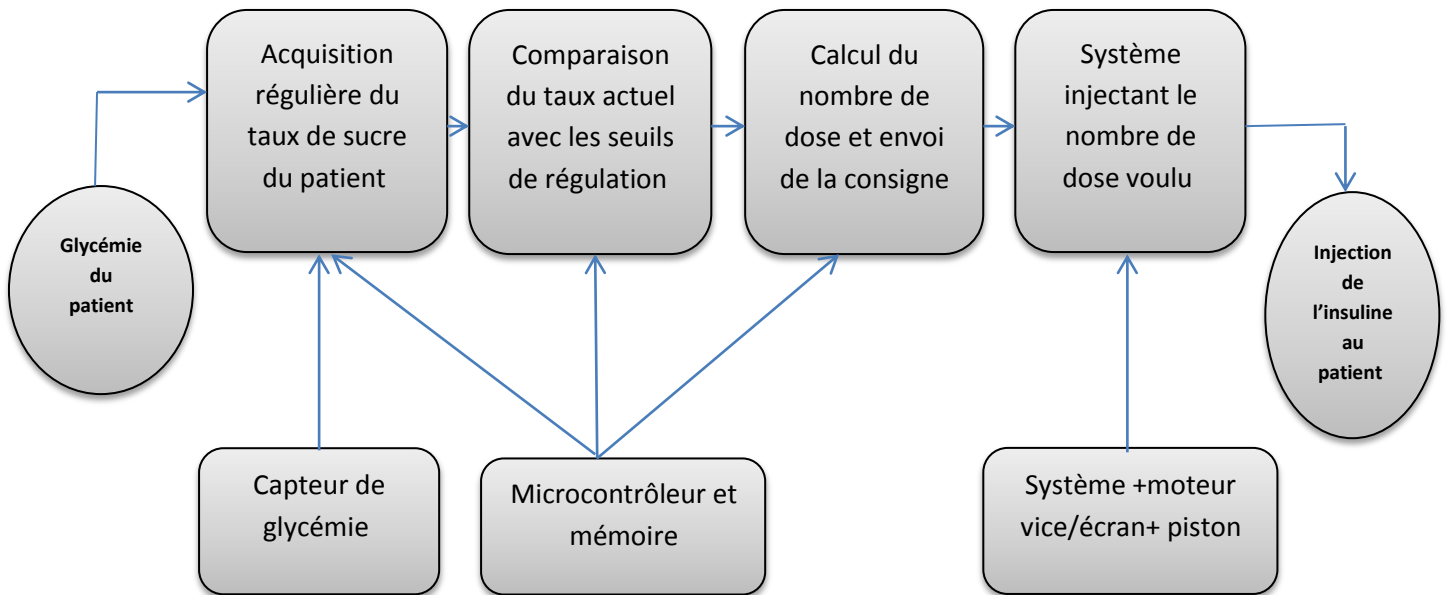 Acquisition
régulière du
taux de sucre
du patient
Comparaison
du taux actuel
avec les seuils
de régulation
Calcul du
nombre de
dose et envoi
de la consigne
Système
injectant le
nombre de
dose voulu
Glycémie
du
patient
Injection
de
l’insuline
au
patient
Capteur de
glycémie
Microcontrôleur et
mémoire
Système +moteur
vice/écran+ piston